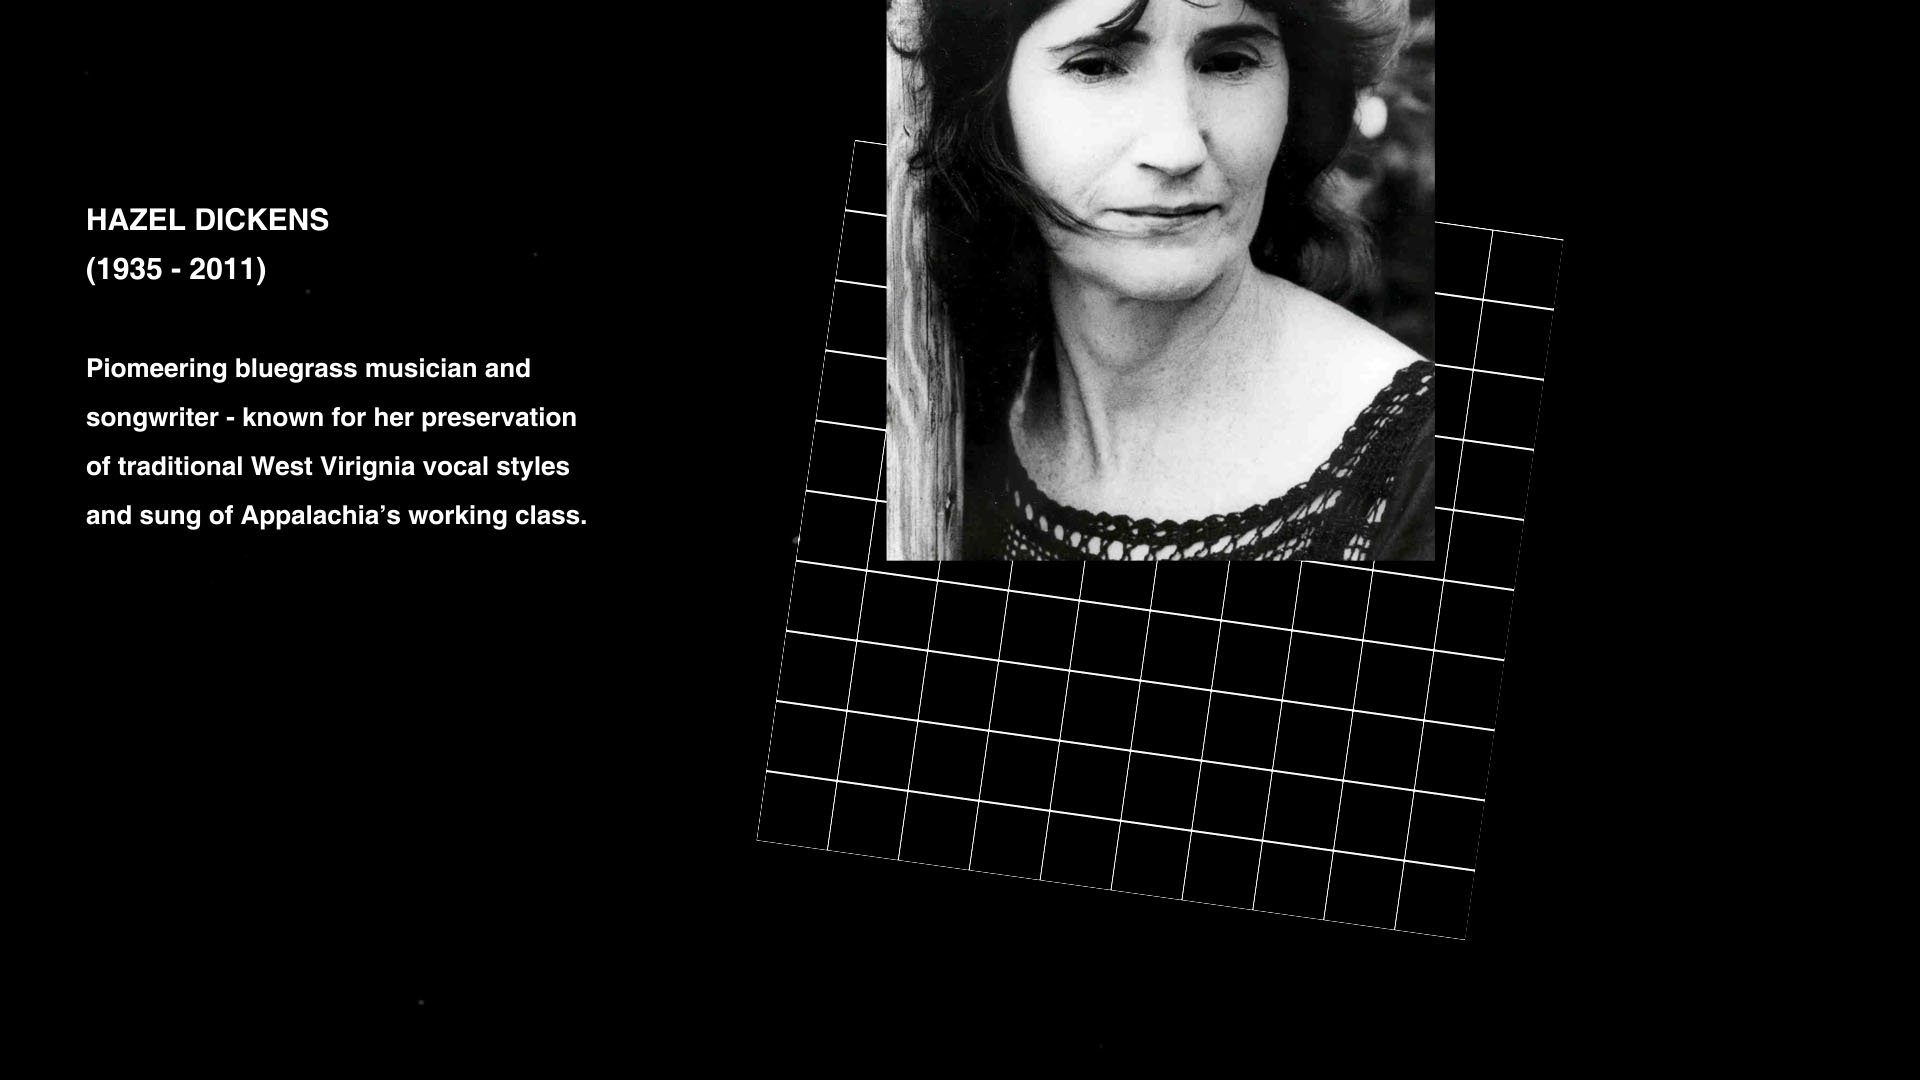 HAZEL DICKENS
(1935 - 2011)
Piomeering bluegrass musician and
songwriter - known for her preservation
of traditional West Virignia vocal styles
and sung of Appalachia’s working class.